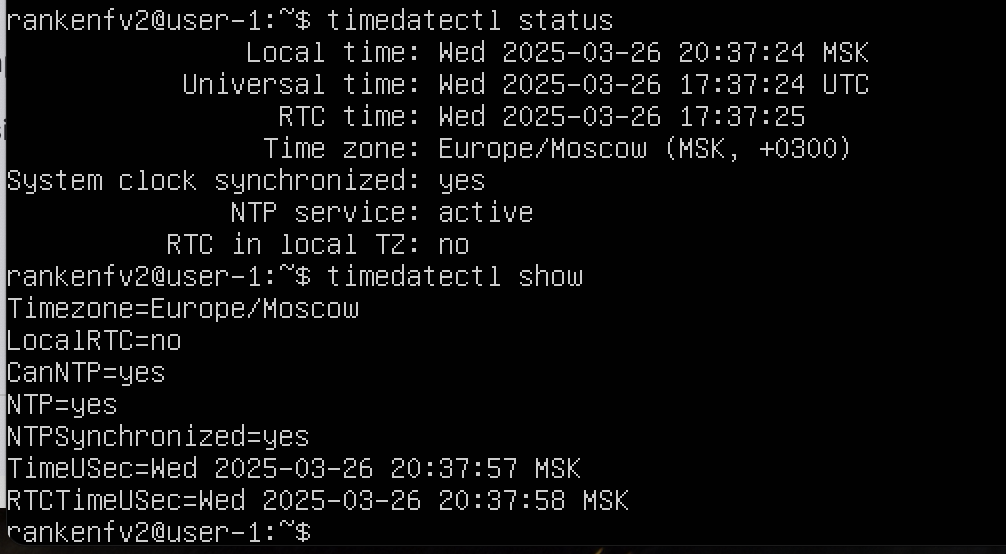 rankenfv2@user-1:~$ timedatectl status
Local time: Wed 2025-03-26 20:37:24 MSK
Universal time: Wed 2025-03-26 17:37:24 UTC
RTC time: Wed 2025-03-26 17:37:25
Time zone: Europe/Moscow (MSK, +0300)
System clock synchronized: yes
NTP service: active
RTC in local TZ: no
rankenfv2@user-1:~$ timedatectl show
Timezone=Europe/Moscow
LocalRTC=no
CanNTP=yes
NTP=yes
NTPSynchronized=yes
TimeUSec=Wed 2025-03-26 20:37:57 MSK
RTCTimeUSec=Wed 2025-03-26 20:37:58 MSK
rankenfv2@user-1:~$